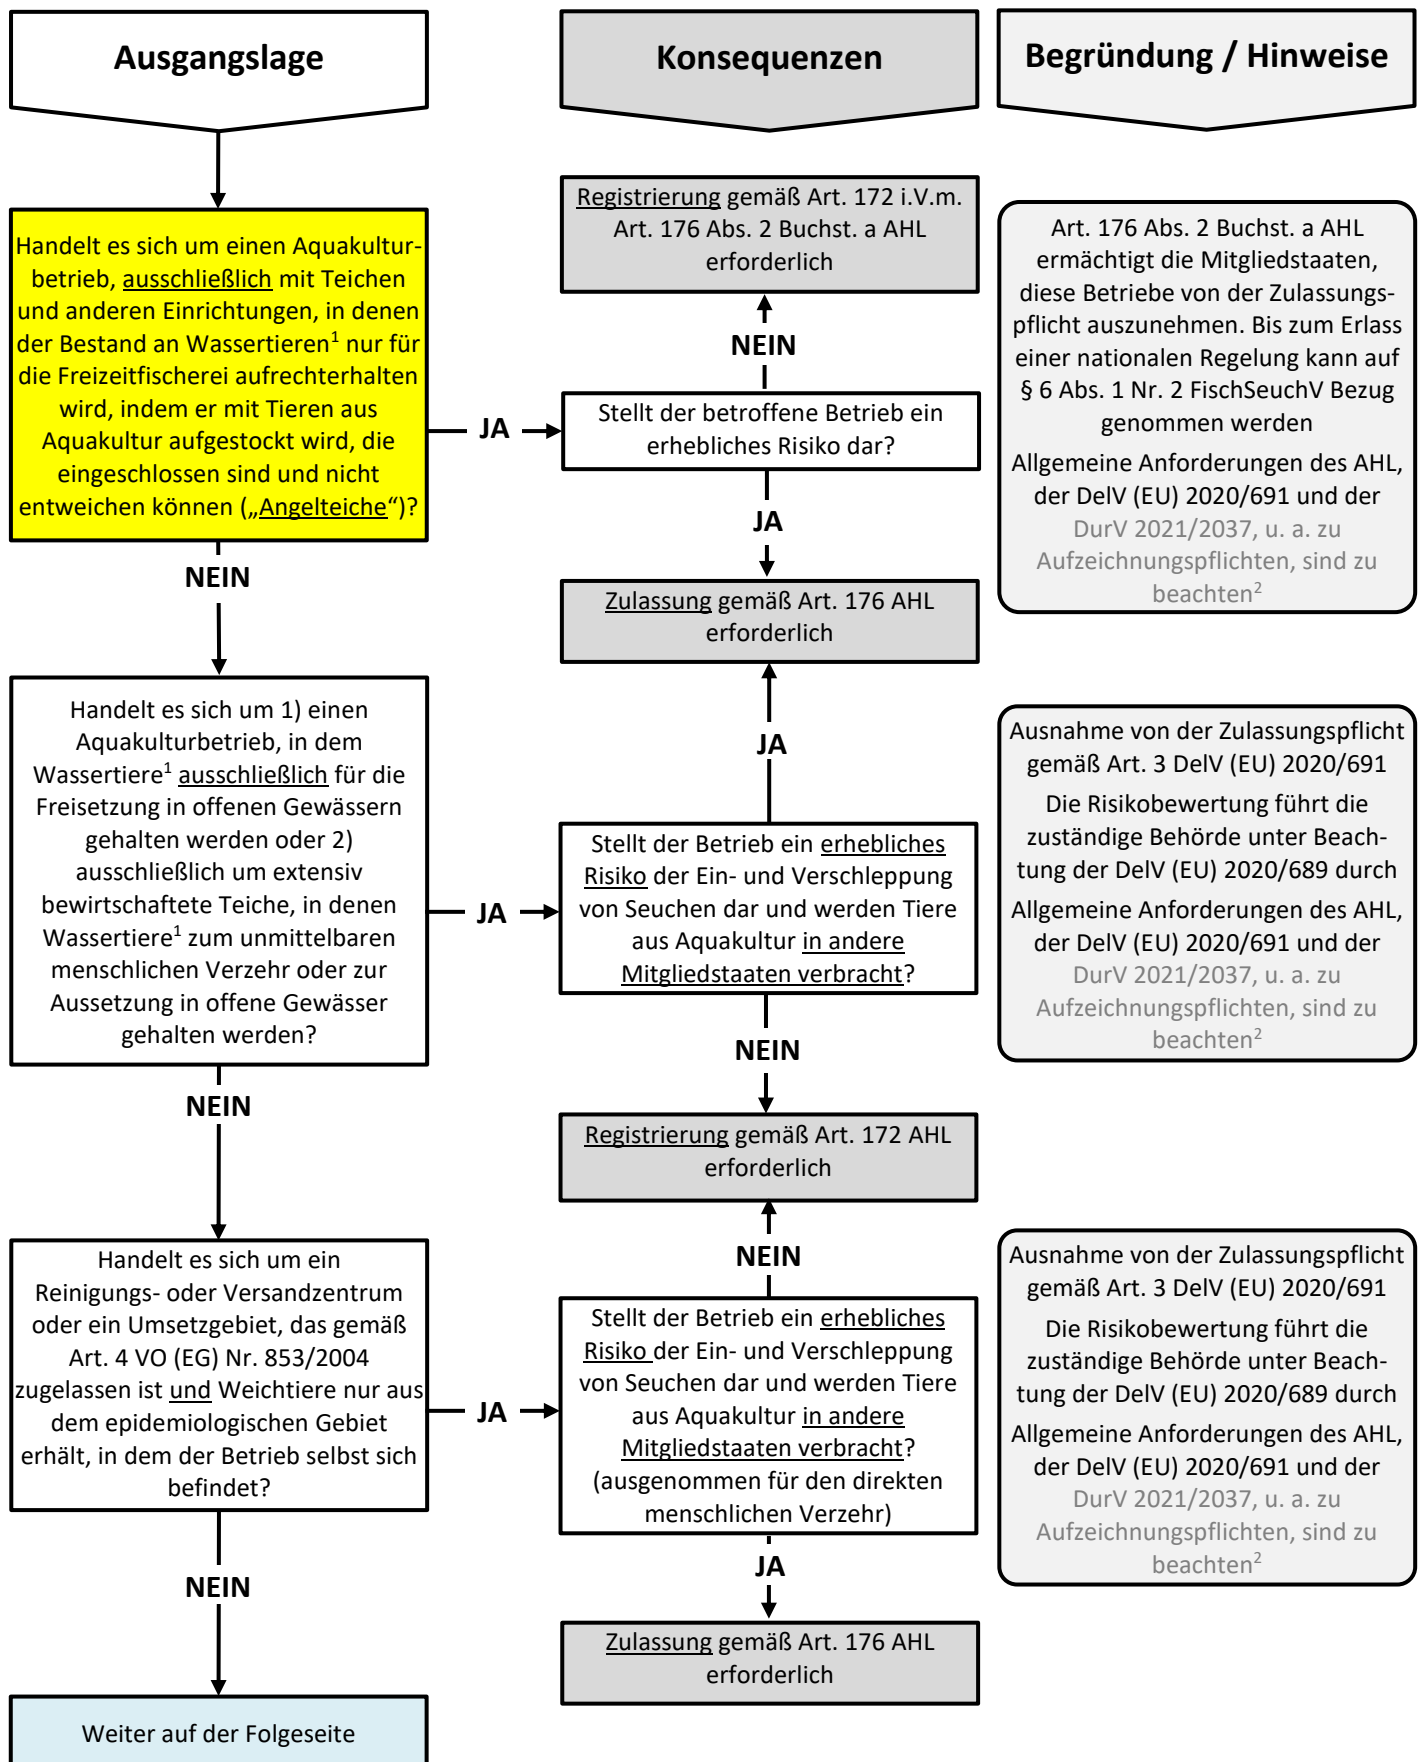 Ausgangslage
Konsequenzen
Begründung / Hinweise
Handelt es sich um einen Aquakultur-
betrieb, ausschließlich mit Teichen
und anderen Einrichtungen, in denen
der Bestand an Wassertieren¹ nur für
die Freizeitfischerei aufrechterhalten
wird, indem er mit Tieren aus
Aquakultur aufgestockt wird, die
eingeschlossen sind und nicht
entweichen können („Angelteiche“)?
JA
NEIN
Registrierung gemäß Art. 172 i.V.m.
Art. 176 Abs. 2 Buchst. a AHL
erforderlich
NEIN
Stellt der betroffene Betrieb ein
erhebliches Risiko dar?
JA
Zulassung gemäß Art. 176 AHL
erforderlich
Art. 176 Abs. 2 Buchst. a AHL
ermächtigt die Mitgliedstaaten,
diese Betriebe von der Zulassungs-
pflicht auszunehmen. Bis zum Erlass
einer nationalen Regelung kann auf
§ 6 Abs. 1 Nr. 2 FischSeuchV Bezug
genommen werden
Allgemeine Anforderungen des AHL,
der DelV (EU) 2020/691 und der
DurV 2021/2037, u. a. zu
Aufzeichnungspflichten, sind zu
beachten²
Handelt es sich um 1) einen
Aquakulturbetrieb, in dem
Wassertiere¹ ausschließlich für die
Freisetzung in offenen Gewässern
gehalten werden oder 2)
ausschließlich um extensiv
bewirtschaftete Teiche, in denen
Wassertiere¹ zum unmittelbaren
menschlichen Verzehr oder zur
Aussetzung in offene Gewässer
gehalten werden?
JA
NEIN
JA
Stellt der Betrieb ein erhebliches
Risiko der Ein- und Verschleppung
von Seuchen dar und werden Tiere
aus Aquakultur in andere
Mitgliedstaaten verbracht?
NEIN
Registrierung gemäß Art. 172 AHL
erforderlich
Ausnahme von der Zulassungspflicht
gemäß Art. 3 DelV (EU) 2020/691
Die Risikobewertung führt die
zuständige Behörde unter Beach-
tung der DelV (EU) 2020/689 durch
Allgemeine Anforderungen des AHL,
der DelV (EU) 2020/691 und der
DurV 2021/2037, u. a. zu
Aufzeichnungspflichten, sind zu
beachten²
Handelt es sich um ein
Reinigungs- oder Versandzentrum
oder ein Umsetzgebiet, das gemäß
Art. 4 VO (EG) Nr. 853/2004
zugelassen ist und Weichtiere nur aus
dem epidemiologischen Gebiet
erhält, in dem der Betrieb selbst sich
befindet?
JA
NEIN
NEIN
Stellt der Betrieb ein erhebliches
Risiko der Ein- und Verschleppung
von Seuchen dar und werden Tiere
aus Aquakultur in andere
Mitgliedstaaten verbracht?
(ausgenommen für den direkten
menschlichen Verzehr)
JA
Zulassung gemäß Art. 176 AHL
erforderlich
Ausnahme von der Zulassungspflicht
gemäß Art. 3 DelV (EU) 2020/691
Die Risikobewertung führt die
zuständige Behörde unter Beach-
tung der DelV (EU) 2020/689 durch
Allgemeine Anforderungen des AHL,
der DelV (EU) 2020/691 und der
DurV 2021/2037, u. a. zu
Aufzeichnungspflichten, sind zu
beachten²
Weiter auf der Folgeseite